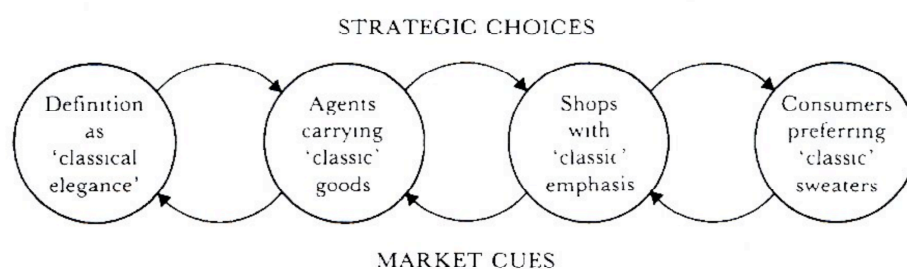 STRATEGIC CHOICES
Definition
as
‘classical
elegance’
Agents
carrying
‘classic’
goods
Shops
with
‘classic’
emphasis
Consumers
preferring
‘classic’
sweaters
MARKET CUES